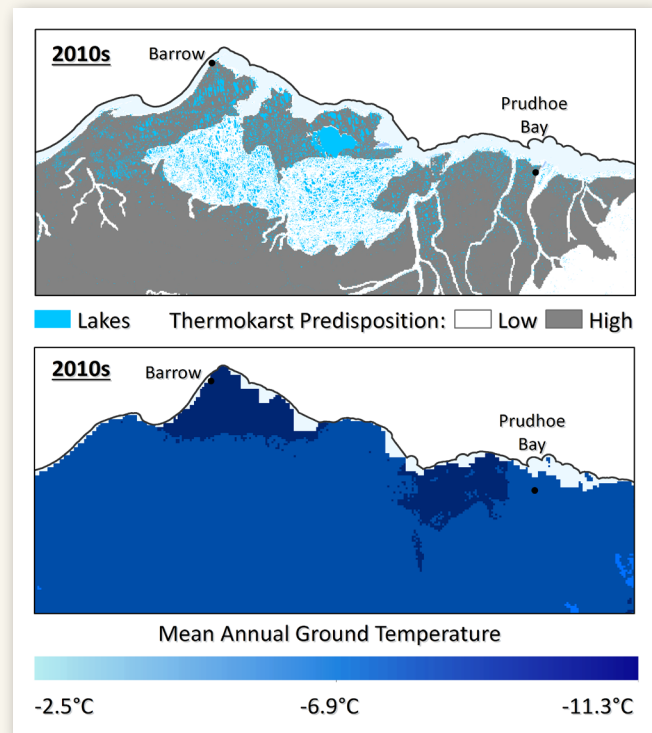 2010s
Barrow
Prudhoe
Bay
Lakes Thermokarst Predisposition: Low High
2010s
Barrow
Prudhoe
Bay
Mean Annual Ground Temperature
-2.5°C -6.9°C -11.3°C